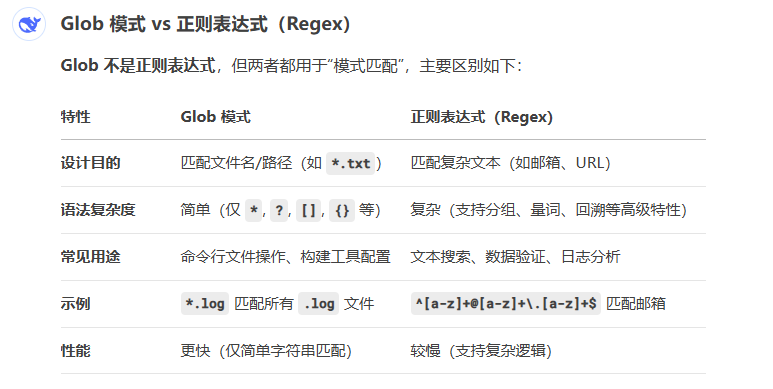 Glob 模式 vs 正则表达式（Regex）
Glob 不是正则表达式，但两者都用于“模式匹配”，主要区别如下：
特性 Glob 模式 正则表达式（Regex）
设计目的 匹配文件名/路径（如 *.txt） 匹配复杂文本（如邮箱、URL）
语法复杂度 简单（仅 *, ?, [], {} 等） 复杂（支持分组、量词、回溯等高级特性）
常见用途 命令行文件操作、构建工具配置 文本搜索、数据验证、日志分析
示例 *.log 匹配所有 .log 文件 ^[a-z]+@[a-z]+\.[a-z]+$ 匹配邮箱
性能 更快（仅简单字符串匹配） 较慢（支持复杂逻辑）